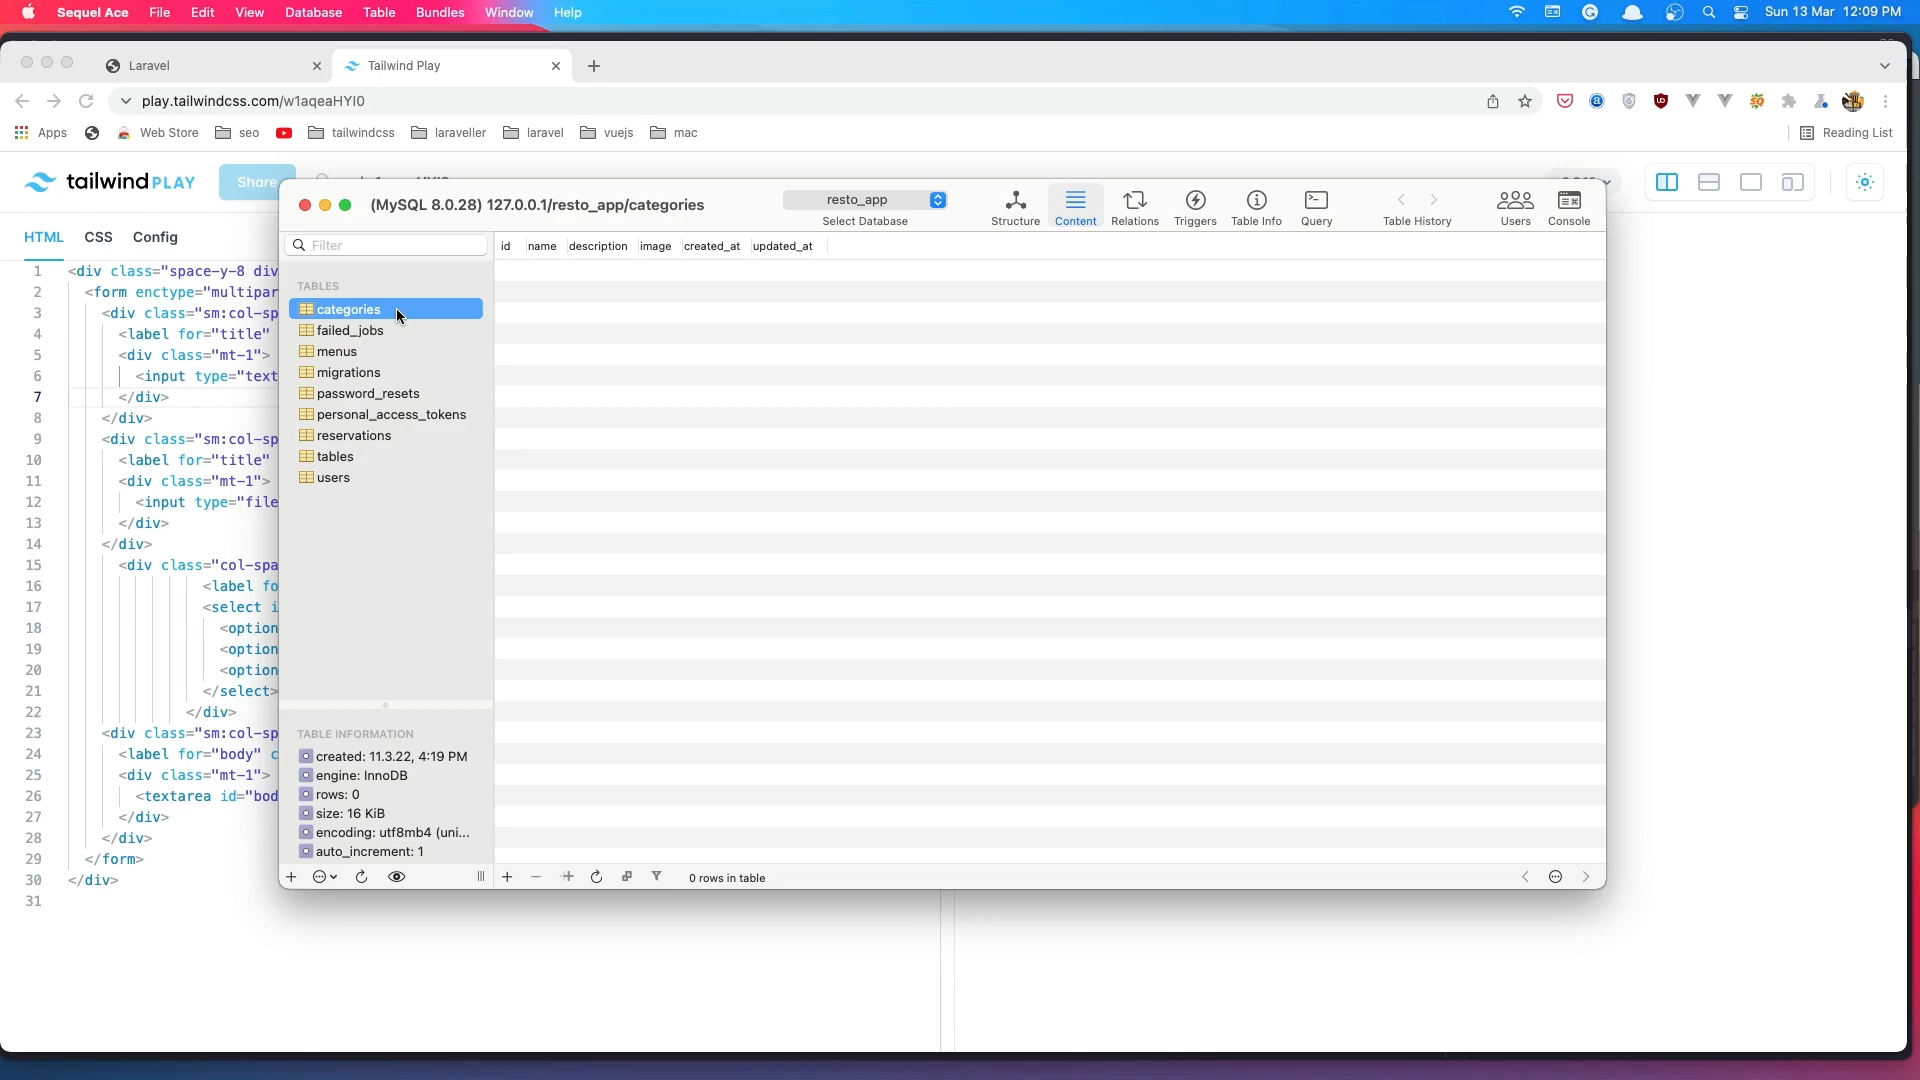 Sequel Ace File Edit View Database Table Bundles Window Help Sun 13 Mar 12:09 PM
Laravel Tailwind Play
play.tailwindcss.com/w1aqeaHYI0
Apps Web Store seo tailwindcss laraveller laravel vuejs mac Reading List
tailwind PLAY Share
(MySQL 8.0.28) 127.0.0.1/resto_app/categories
resto_app
Select Database
Structure Content Relations Triggers Table Info Query Table History Users Console
HTML CSS Config
Filter
id name description image created_at updated_at
TABLES
categories
failed_jobs
menus
migrations
password_resets
personal_access_tokens
reservations
tables
users
TABLE INFORMATION
created: 11.3.22, 4:19 PM
engine: InnoDB
rows: 0
size: 16 KiB
encoding: utf8mb4 (uni...
auto_increment: 1
0 rows in table
1 <div class="space-y-8 div
2 <form enctype="multipar
3 <div class="sm:col-sp
4 <label for="title"
5 <div class="mt-1">
6 <input type="text
7 </div>
8 </div>
9 <div class="sm:col-sp
10 <label for="title"
11 <div class="mt-1">
12 <input type="file
13 </div>
14 </div>
15 <div class="col-spa
16 <label fo
17 <select i
18 <option
19 <option
20 <option
21 </select>
22 </div>
23 <div class="sm:col-sp
24 <label for="body" c
25 <div class="mt-1">
26 <textarea id="bod
27 </div>
28 </div>
29 </form>
30 </div>
31